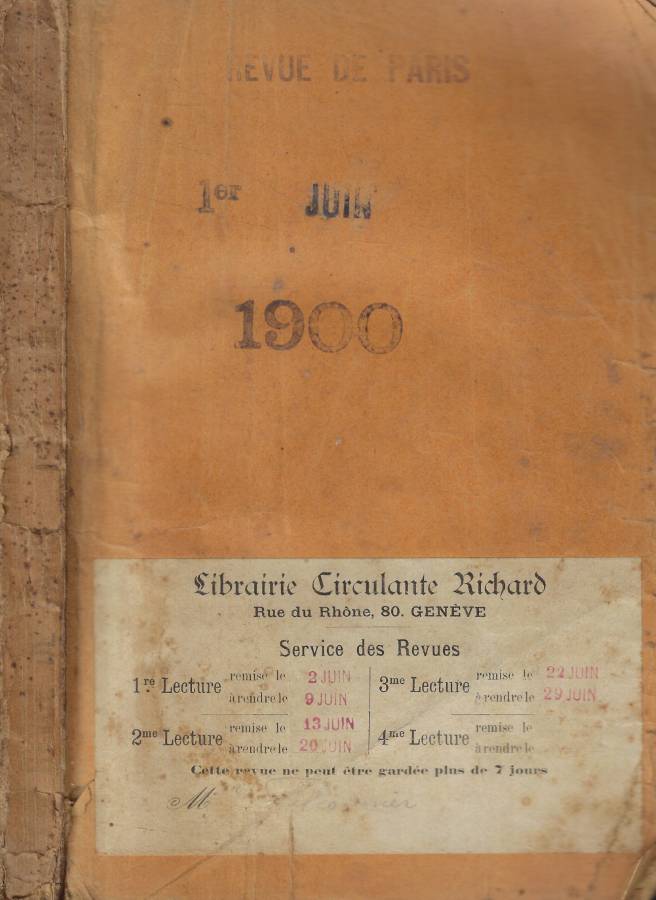 REVUE DE PARIS
1er JUIN
1900
Librairie Circulante Richard
Rue du Rhône, 80. GENÈVE
Service des Revues
1re Lecture remise le 2 JUIN
à rendre le 9 JUIN
2me Lecture remise le 13 JUIN
à rendre le 20 JUIN
3me Lecture remise le 22 JUIN
à rendre le 29 JUIN
4me Lecture remise le
à rendre le
Cette revue ne peut être gardée plus de 7 jours
M